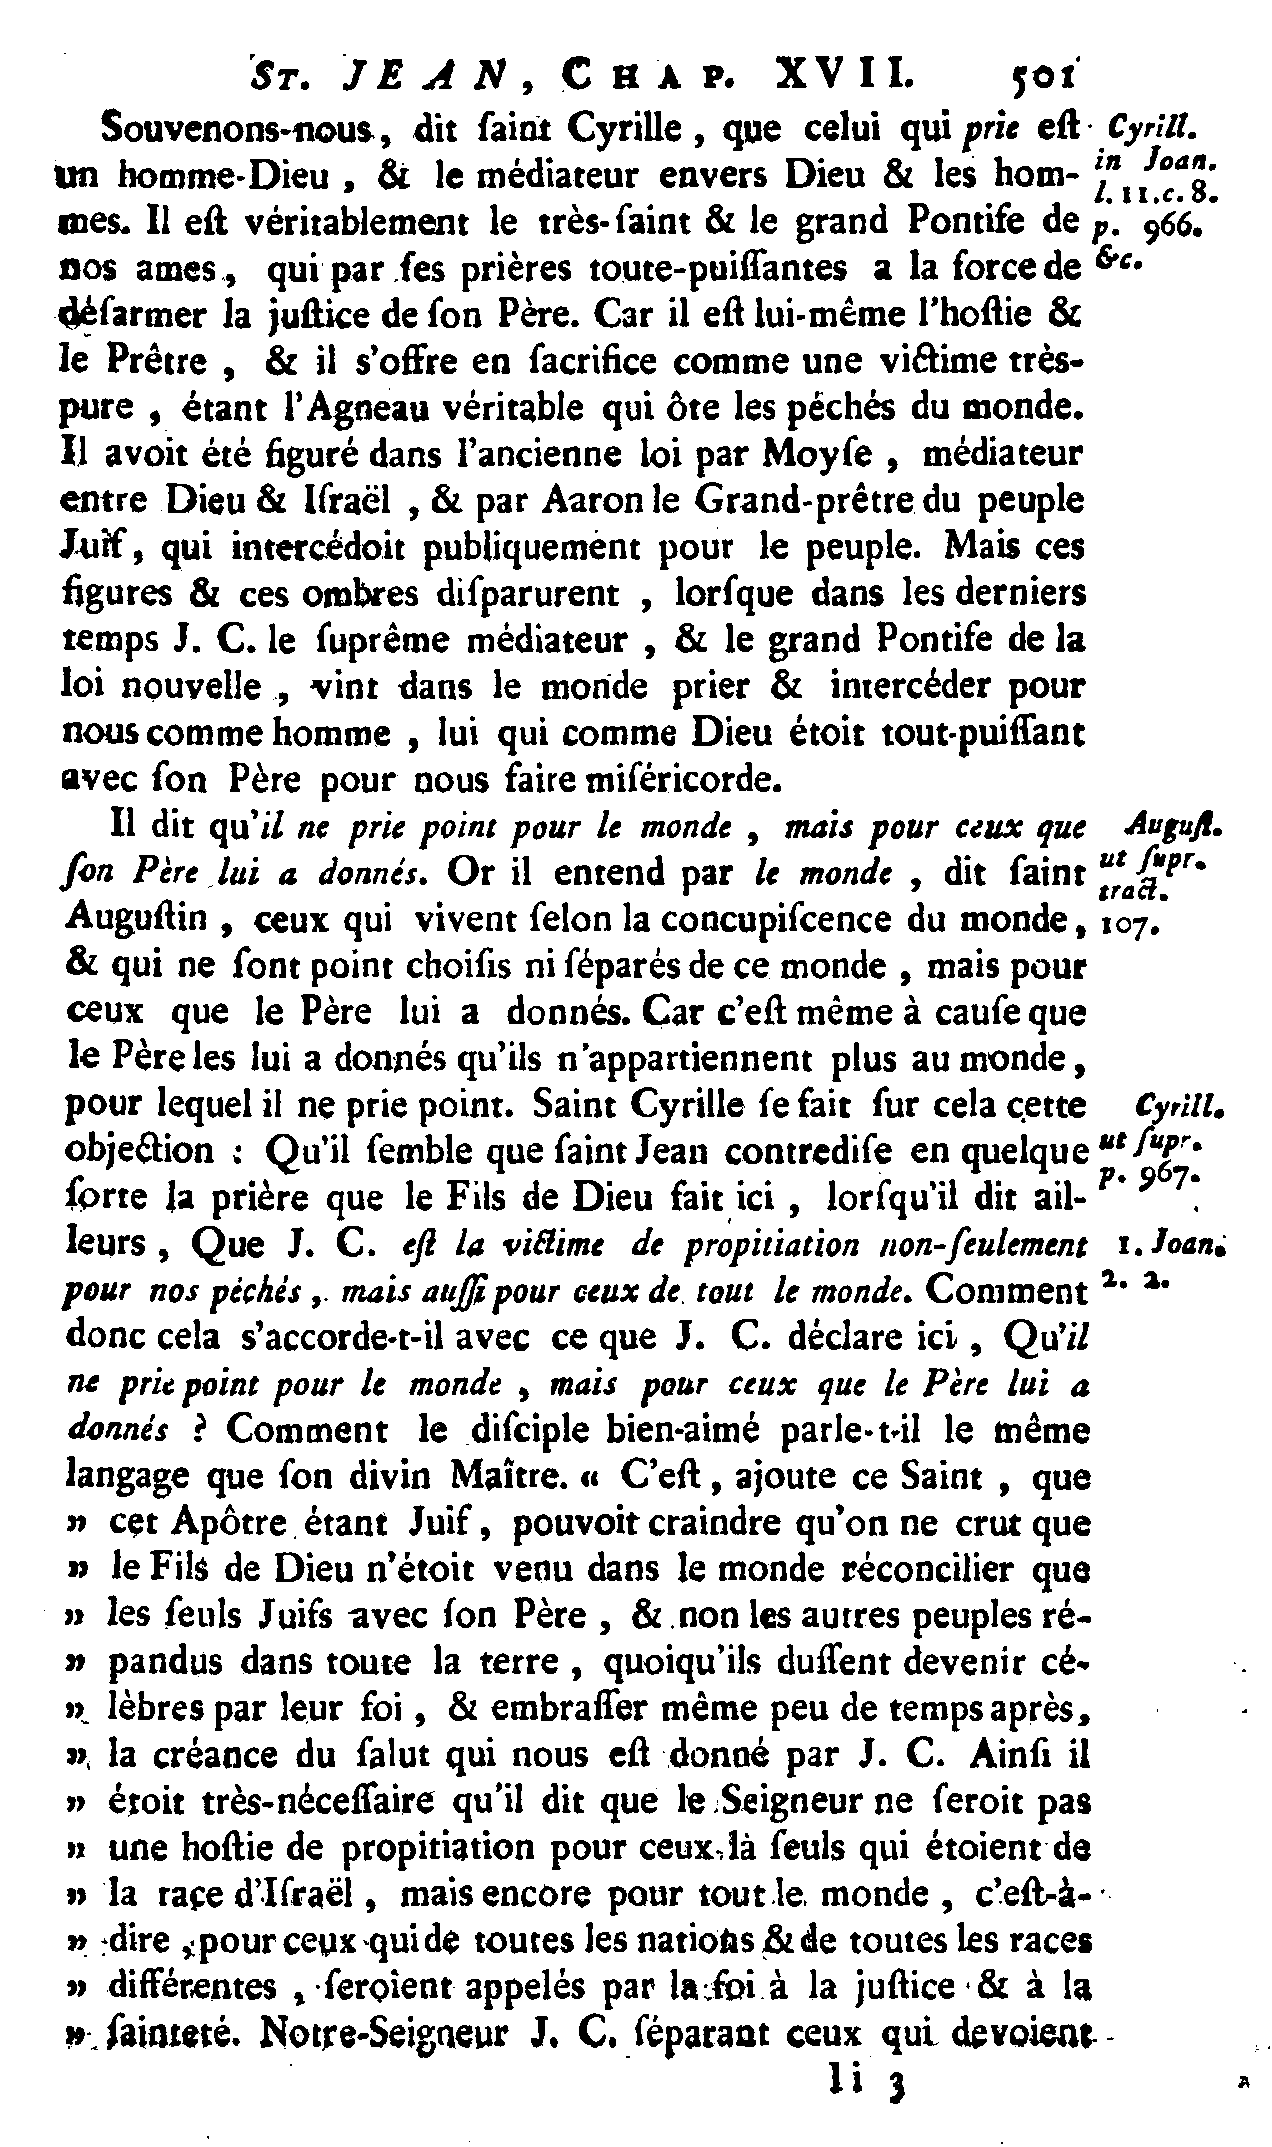 ST. JEAN, CHAP. XVII. 501
Souvenons-nous, dit ſaint Cyrille, que celui qui prie eſt
un homme-Dieu, & le médiateur envers Dieu & les hom-
mes. Il eſt véritablement le très-ſaint & le grand Pontife de
nos ames, qui par ſes prières toute-puiſſantes a la force de
déſarmer la juſtice de ſon Père. Car il eſt lui-même l'hoſtie &
le Prêtre, & il s'offre en ſacrifice comme une victime très-
pure, étant l'Agneau véritable qui ôte les péchés du monde.
Il avoit été figuré dans l'ancienne loi par Moyſe, médiateur
entre Dieu & Iſraël, & par Aaron le Grand-prêtre du peuple
Juif, qui intercédoit publiquement pour le peuple. Mais ces
figures & ces ombres diſparurent, lorſque dans les derniers
temps J. C. le ſuprême médiateur, & le grand Pontife de la
loi nouvelle, vint dans le monde prier & intercéder pour
nous comme homme, lui qui comme Dieu étoit tout-puiſſant
avec ſon Père pour nous faire miſéricorde.
Cyrill.
in Joan.
l. 11. c. 8.
p. 966.
&c.
Il dit qu'il ne prie point pour le monde, mais pour ceux que
ſon Père lui a donnés. Or il entend par le monde, dit ſaint
Auguſtin, ceux qui vivent ſelon la concupiſcence du monde,
& qui ne ſont point choiſis ni ſéparés de ce monde, mais pour
ceux que le Père lui a donnés. Car c'eſt même à cauſe que
le Père les lui a donnés qu'ils n'appartiennent plus au monde,
pour lequel il ne prie point. Saint Cyrille ſe fait ſur cela cette
objection : Qu'il ſemble que ſaint Jean contrediſe en quelque
ſorte la prière que le Fils de Dieu fait ici, lorſqu'il dit ail-
leurs, Que J. C. eſt la victime de propitiation non-ſeulement
pour nos péchés, mais auſſi pour ceux de tout le monde. Comment
donc cela s'accorde-t-il avec ce que J. C. déclare ici, Qu'il
ne prie point pour le monde, mais pour ceux que le Père lui a
donnés ? Comment le diſciple bien-aimé parle-t-il le même
langage que ſon divin Maître. « C'eſt, ajoute ce Saint, que
» cet Apôtre étant Juif, pouvoit craindre qu'on ne crut que
» le Fils de Dieu n'étoit venu dans le monde réconcilier que
» les ſeuls Juifs avec ſon Père, & non les autres peuples ré-
» pandus dans toute la terre, quoiqu'ils duſſent devenir cé-
» lèbres par leur foi, & embraſſer même peu de temps après,
» la créance du ſalut qui nous eſt donné par J. C. Ainſi il
» étoit très-néceſſaire qu'il dit que le Seigneur ne ſeroit pas
» une hoſtie de propitiation pour ceux-là ſeuls qui étoient de
» la race d'Iſraël, mais encore pour tout le monde, c'eſt-à-
» dire, pour ceux qui de toutes les nations & de toutes les races
» différentes, ſeroient appelés par la foi à la juſtice & à la
» ſainteté. Notre-Seigneur J. C. ſéparant ceux qui devoient
Auguſt.
ut ſupr.
tract.
107.
Cyrill.
ut ſupr.
p. 967.
1. Joan.
2. 2.
Ii 3